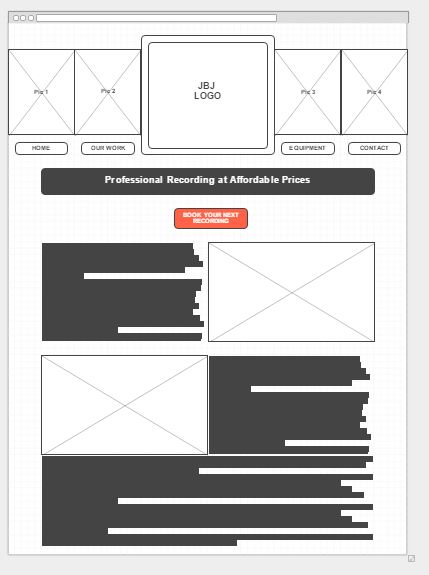 Pic 1
Pic 2
JBJ
LOGO
Pic 3
Pic 4
HOME
OUR WORK
EQUIPMENT
CONTACT
Professional Recording at Affordable Prices
BOOK YOUR NEXT
RECORDING